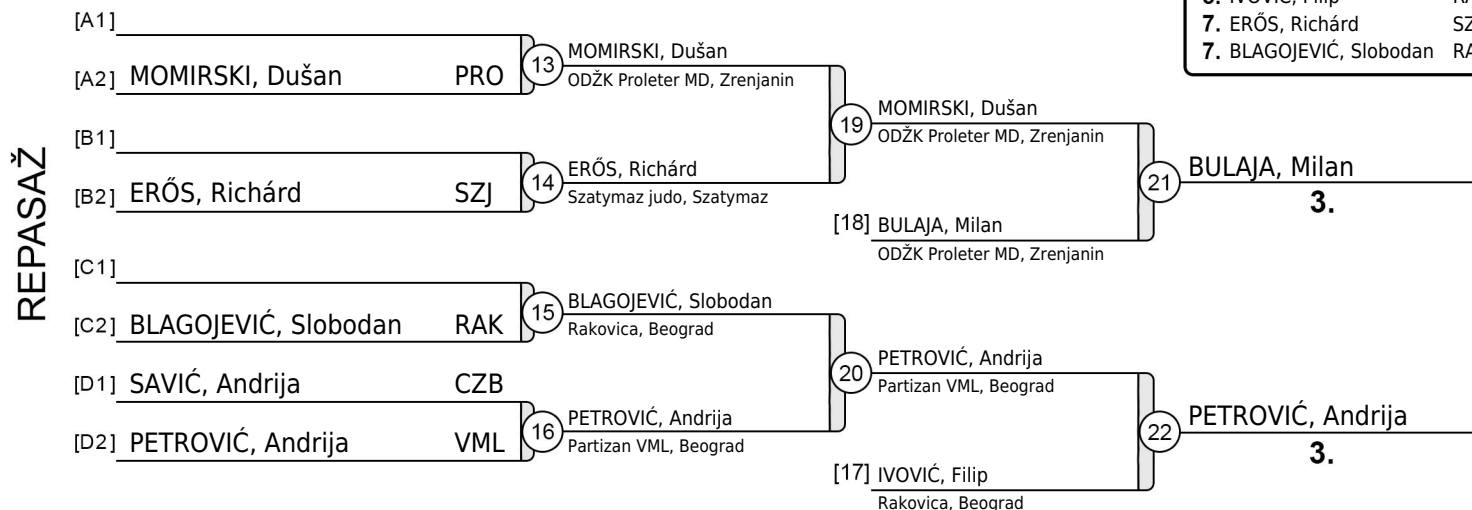 IVOVIĆ, Filip
7. ERŐS, Richárd SZ
7. BLAGOJEVIĆ, Slobodan RA
REPASAŽ
[A1]
[A2] MOMIRSKI, Dušan PRO
13
MOMIRSKI, Dušan
ODŽK Proleter MD, Zrenjanin
[B1]
[B2] ERŐS, Richárd SZJ
14
ERŐS, Richárd
Szatymaz judo, Szatymaz
19
MOMIRSKI, Dušan
ODŽK Proleter MD, Zrenjanin
[18] BULAJA, Milan
ODŽK Proleter MD, Zrenjanin
21
BULAJA, Milan
3.
[C1]
[C2] BLAGOJEVIĆ, Slobodan RAK
15
BLAGOJEVIĆ, Slobodan
Rakovica, Beograd
[D1] SAVIĆ, Andrija CZB
[D2] PETROVIĆ, Andrija VML
16
PETROVIĆ, Andrija
Partizan VML, Beograd
20
PETROVIĆ, Andrija
Partizan VML, Beograd
[17] IVOVIĆ, Filip
Rakovica, Beograd
22
PETROVIĆ, Andrija
3.